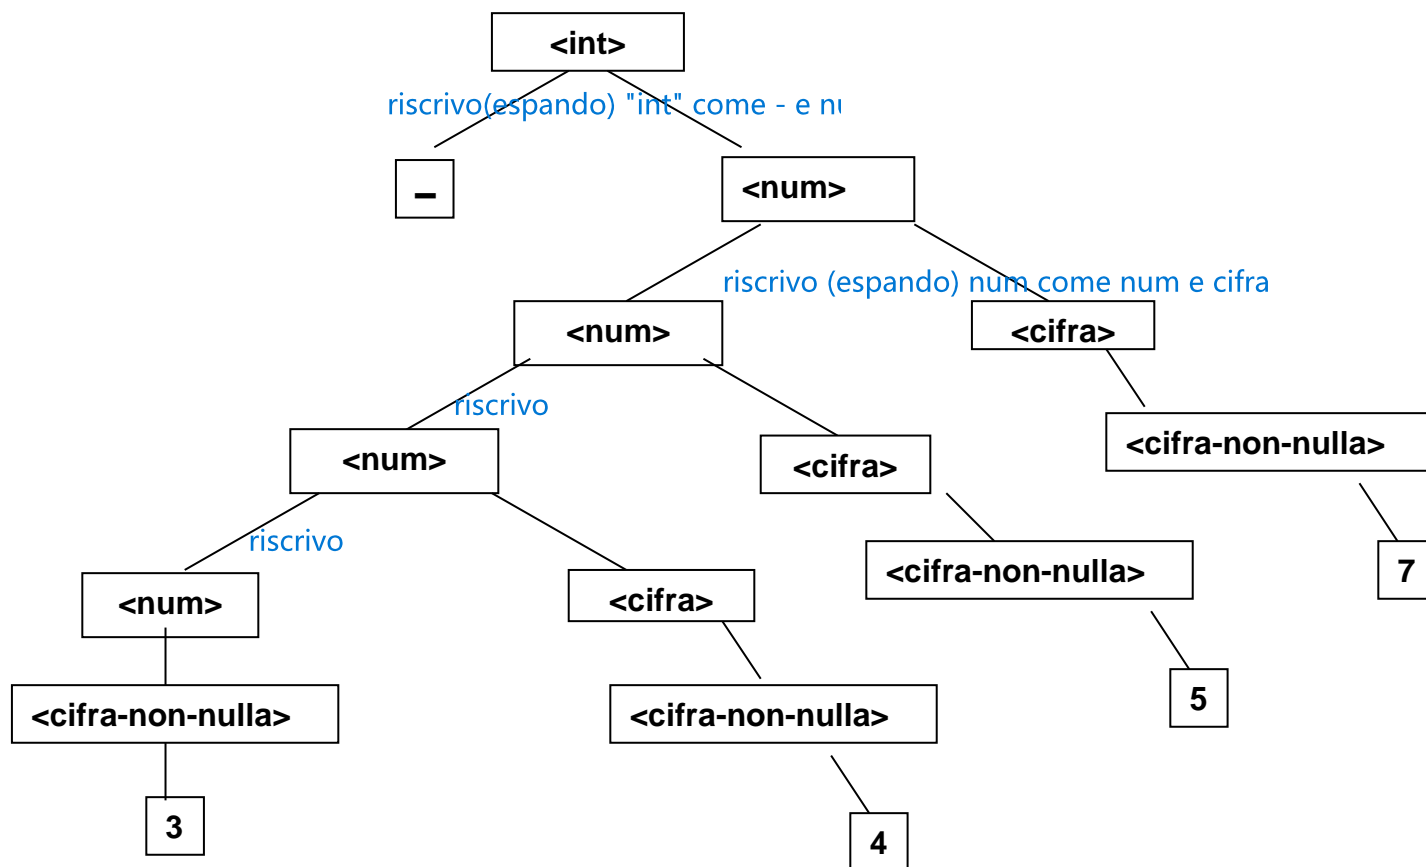 <int>
riscrivo(espando) "int" come - e nu
–
<num>
riscrivo (espando) num come num e cifra
<num>
<cifra>
riscrivo
<cifra-non-nulla>
<num>
<cifra>
riscrivo
<cifra-non-nulla>
7
<num>
<cifra>
5
<cifra-non-nulla>
<cifra-non-nulla>
3
4